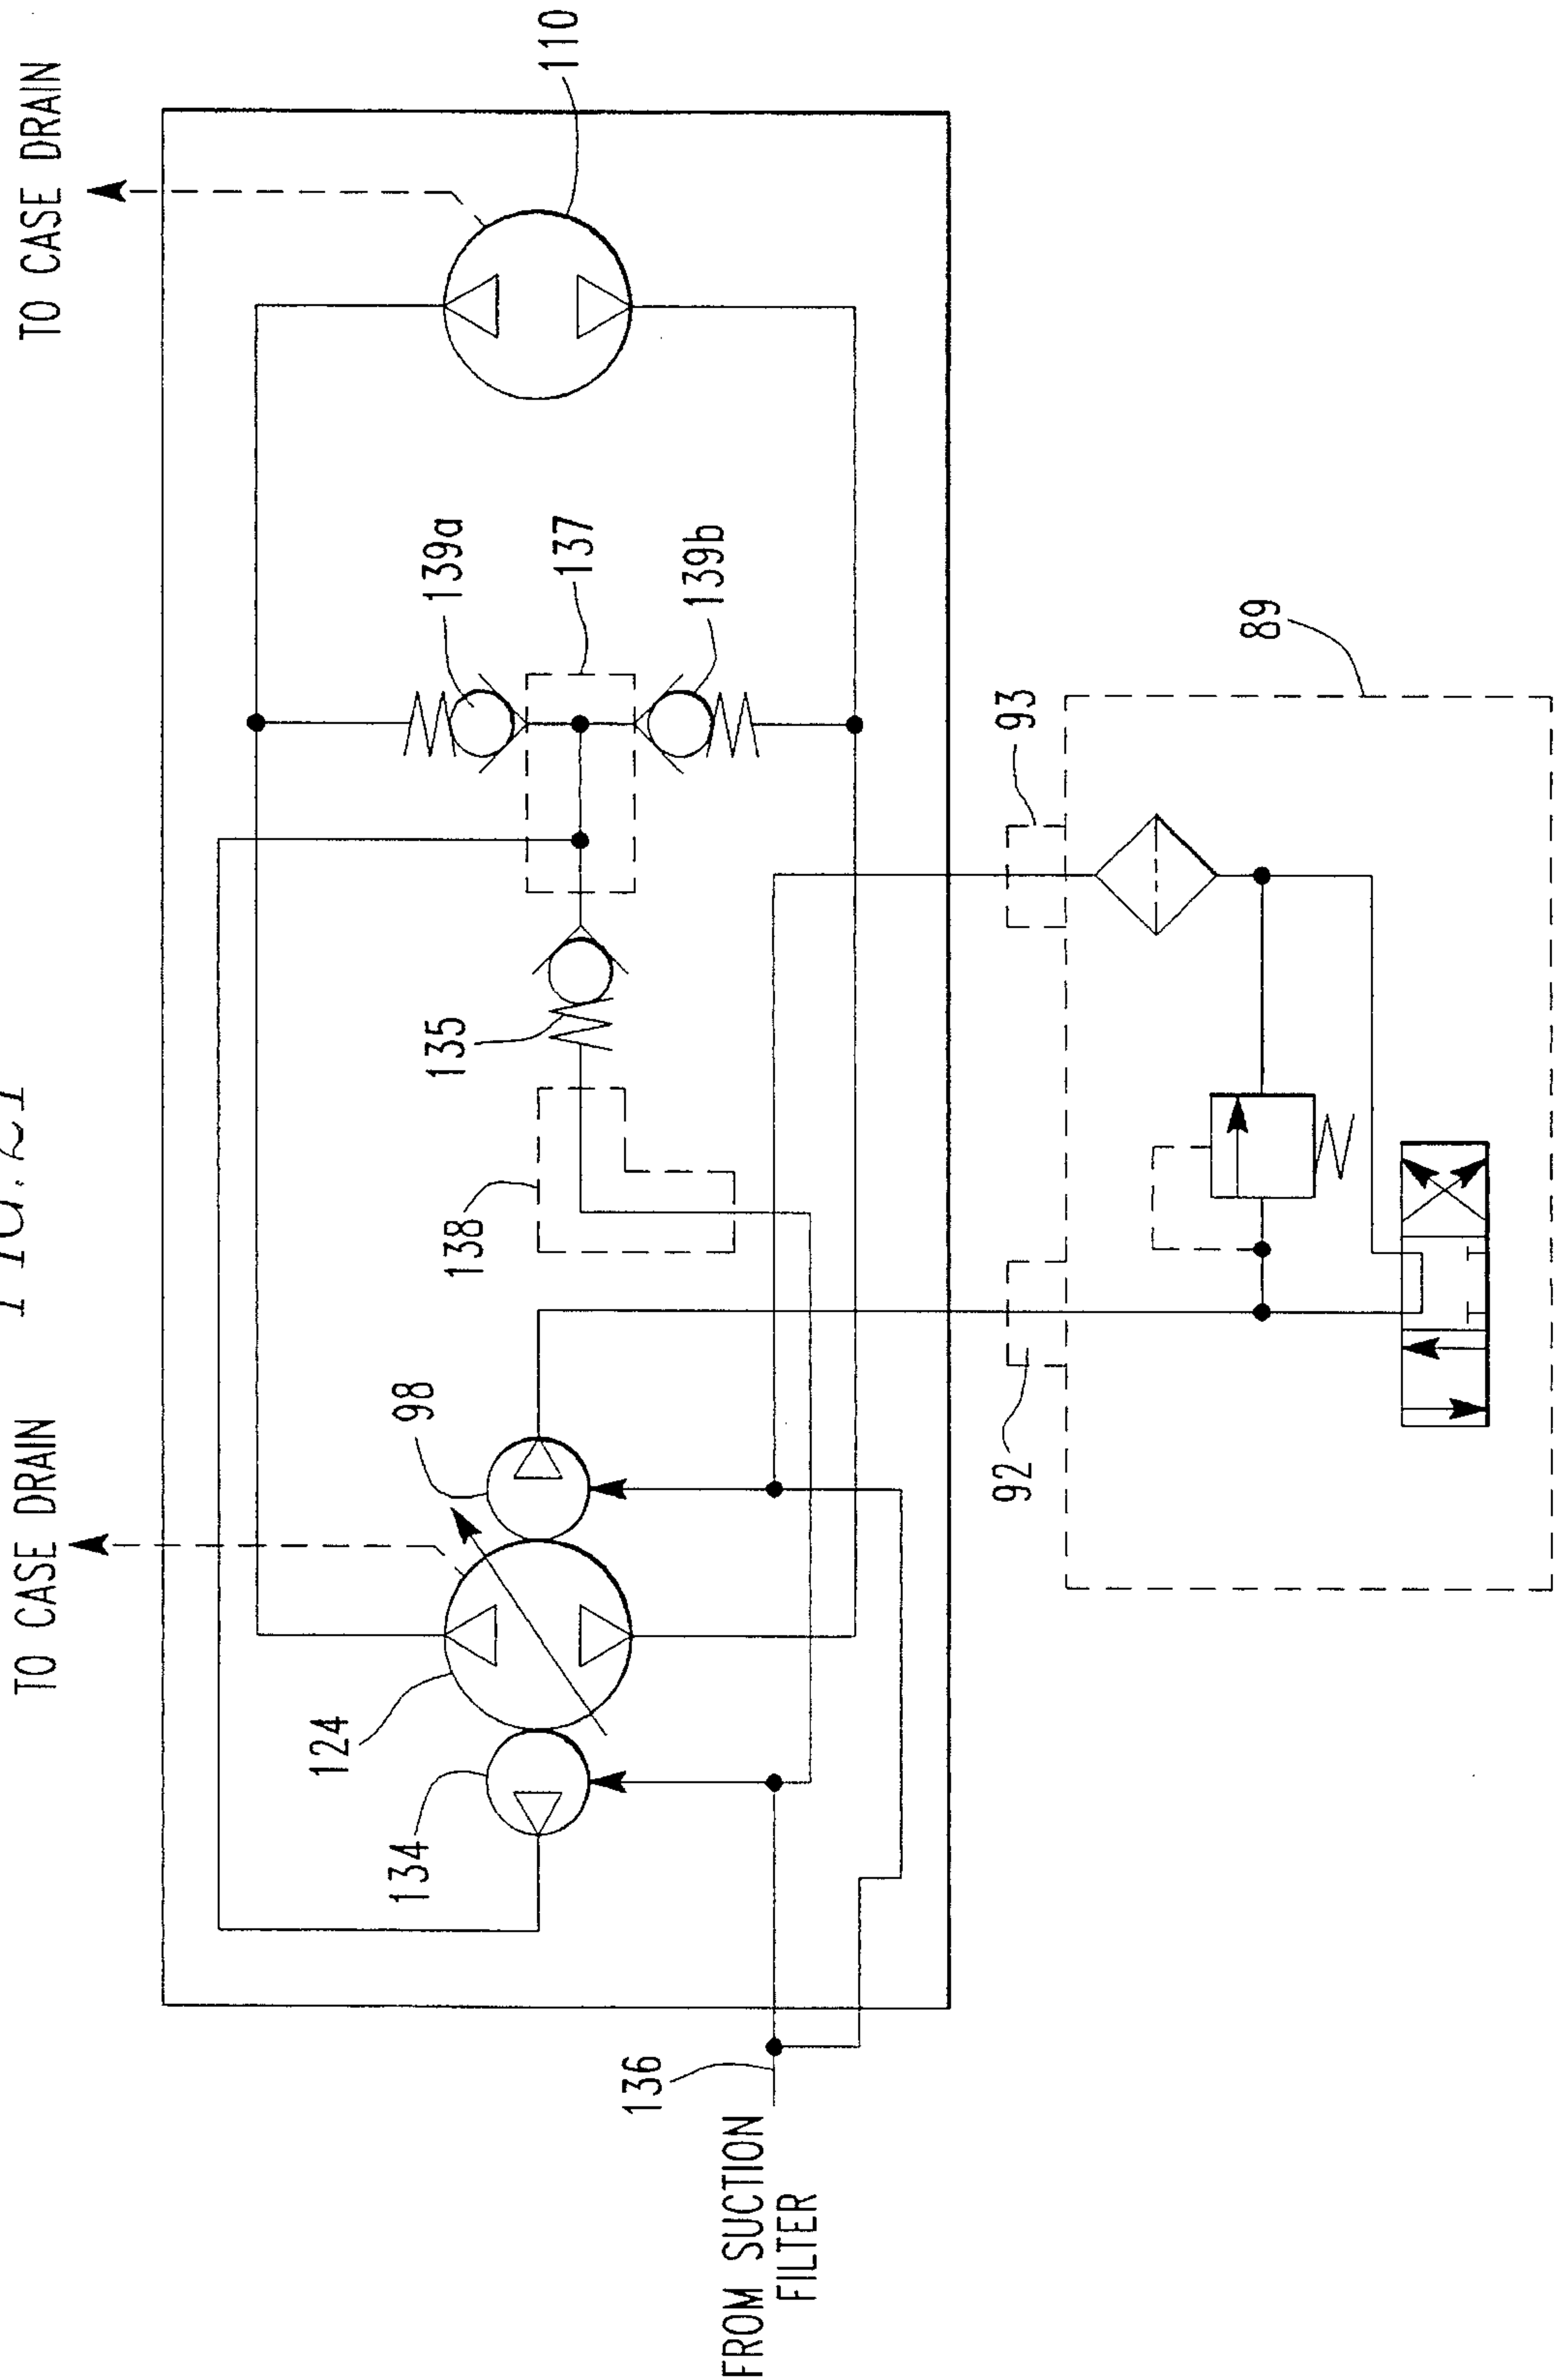 TO CASE DRAIN
TO CASE DRAIN
124
134
98
138
135
139a
137
139b
110
136
FROM SUCTION
FILTER
92
93
89